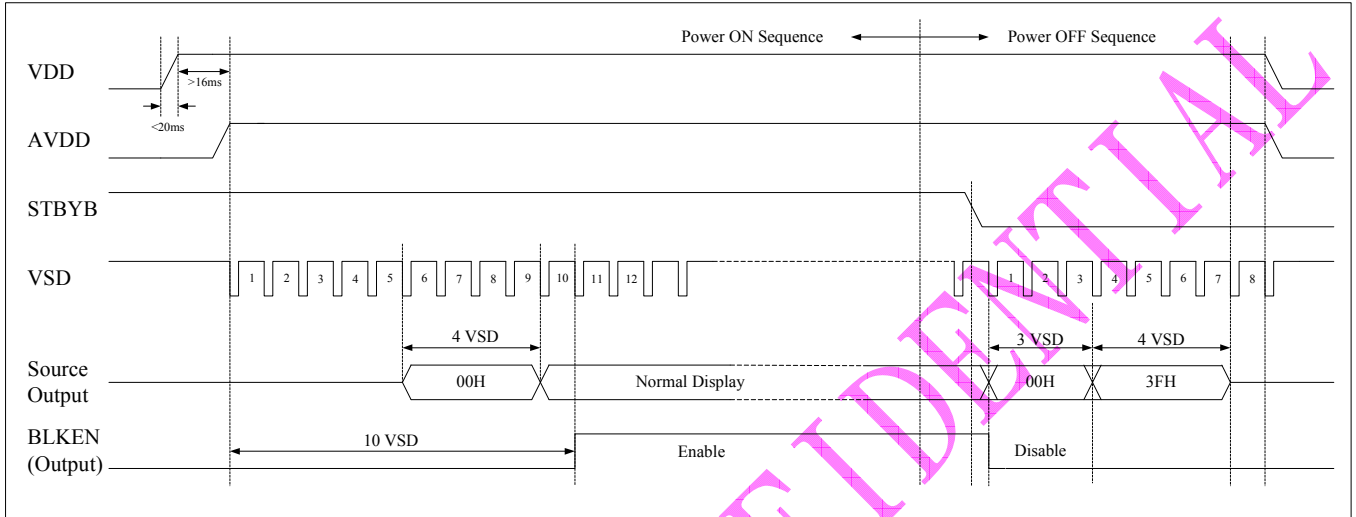 Power ON Sequence Power OFF Sequence
VDD
>16ms
<20ms
AVDD
STBYB
VSD
1 2 3 4 5 6 7 8 9 10 11 12 1 2 3 4 5 6 7 8
4 VSD 3 VSD 4 VSD
Source
Output
00H Normal Display 00H 3FH
BLKEN
(Output)
10 VSD Enable Disable
FIDENTIAL